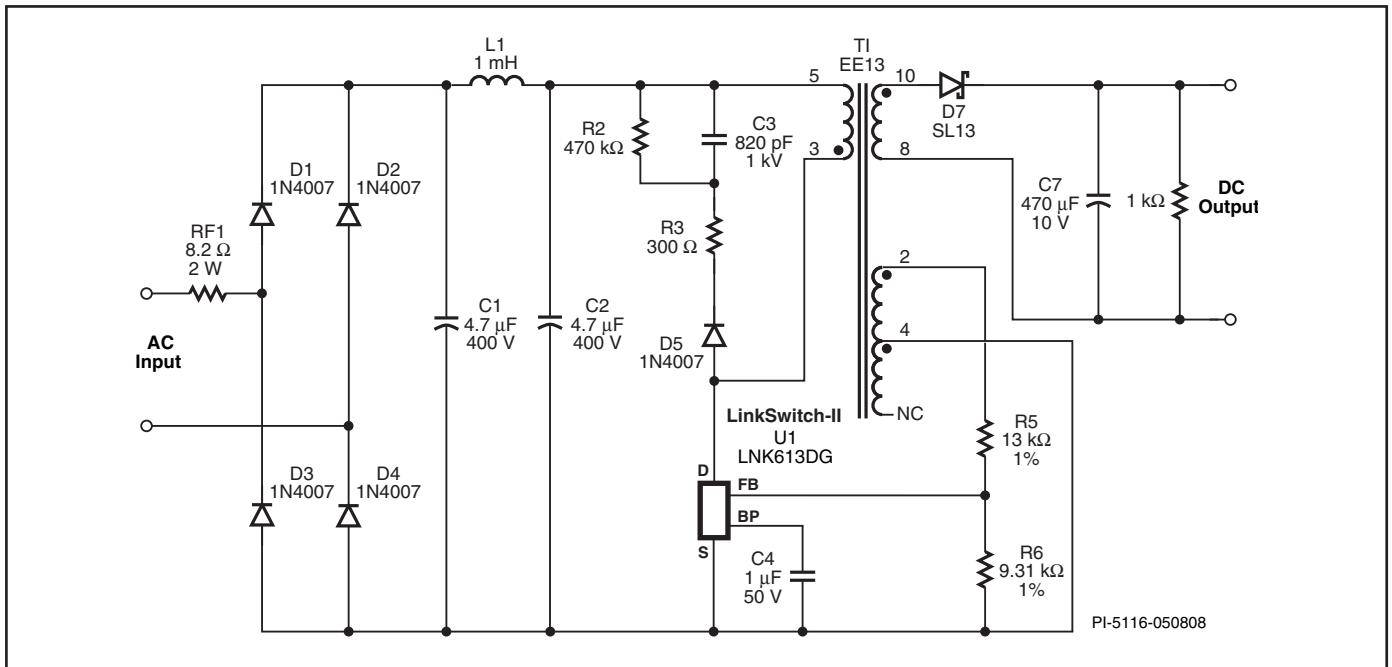 L1
1 mH
TI
EE13
5
10
D7
SL13
R2
470 kΩ
C3
820 pF
1 kV
3
8
D1
1N4007
D2
1N4007
C7
470 μF
10 V
1 kΩ
DC
Output
RF1
8.2 Ω
2 W
R3
300 Ω
2
AC
Input
C1
4.7 μF
400 V
C2
4.7 μF
400 V
D5
1N4007
4
NC
LinkSwitch-II
U1
LNK613DG
R5
13 kΩ
1%
D3
1N4007
D4
1N4007
D
FB
BP
S
C4
1 μF
50 V
R6
9.31 kΩ
1%
PI-5116-050808